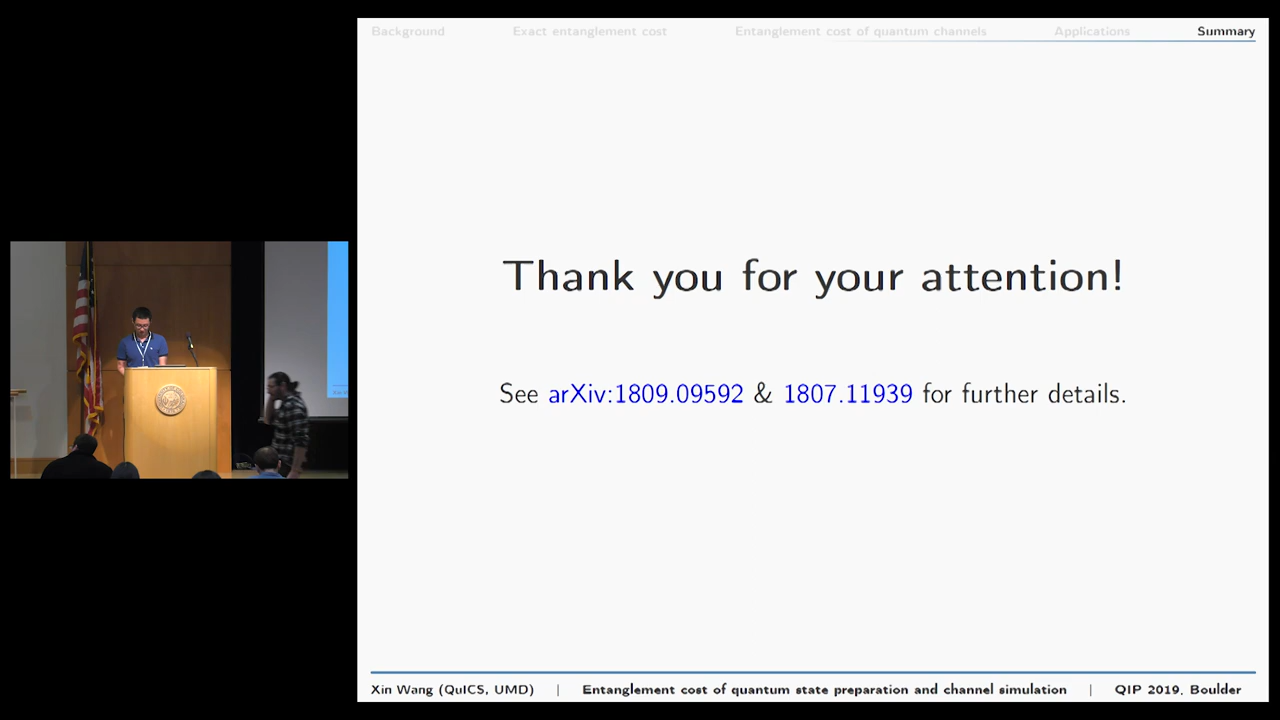 Background Exact entanglement cost Entanglement cost of quantum channels Applications Summary
Thank you for your attention!
See arXiv:1809.09592 & 1807.11939 for further details.
Xin Wang (QuICS, UMD) | Entanglement cost of quantum state preparation and channel simulation | QIP 2019, Boulder